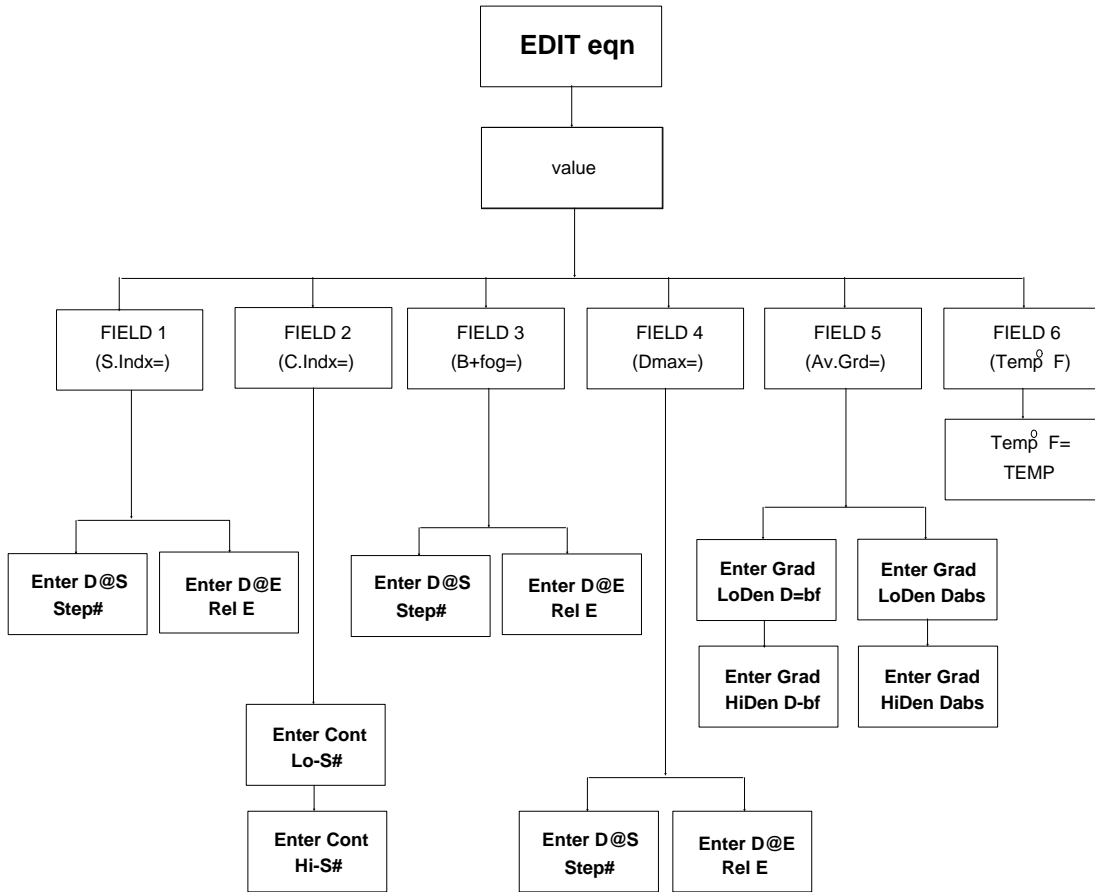 EDIT eqn
value
FIELD 1
(S.Indx=)
FIELD 2
(C.Indx=)
FIELD 3
(B+fog=)
FIELD 4
(Dmax=)
FIELD 5
(Av.Grd=)
FIELD 6
(Temp° F)
Temp° F=
TEMP
Enter D@S
Step#
Enter D@E
Rel E
Enter D@S
Step#
Enter D@E
Rel E
Enter Grad
LoDen D=bf
Enter Grad
LoDen Dabs
Enter Grad
HiDen D-bf
Enter Grad
HiDen Dabs
Enter Cont
Lo-S#
Enter Cont
Hi-S#
Enter D@S
Step#
Enter D@E
Rel E